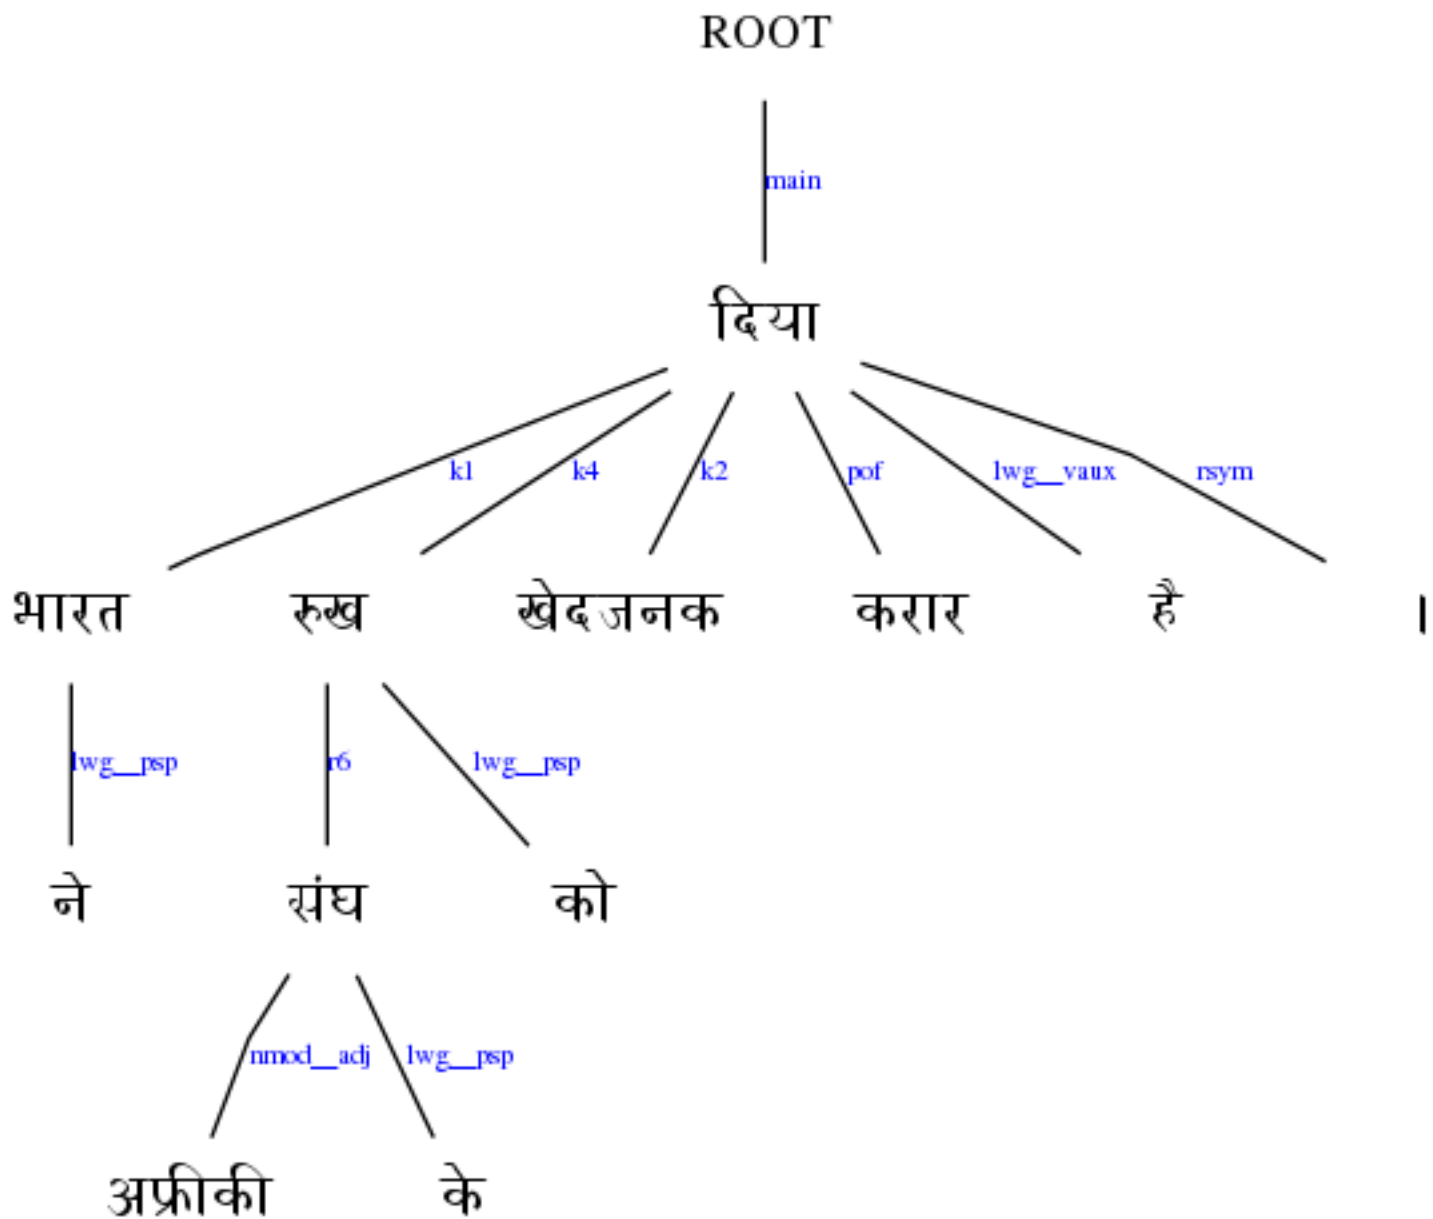 ROOT
main
दिया
k1 k4 k2 pof lwg__vaux rsym
भारत रुख खेदजनक करार है ।
lwg__psp r6 lwg__psp
ने संघ को
nmod__adj lwg__psp
अफ्रीकी के